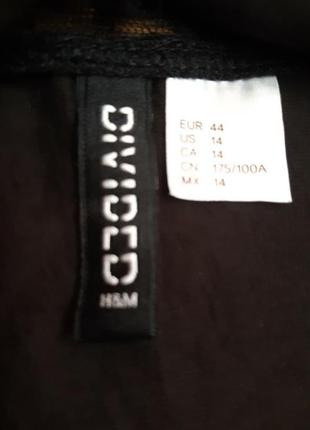 DIVIDED
H&M
EUR 44
US 14
CA 14
CN 175/100A
MX 14